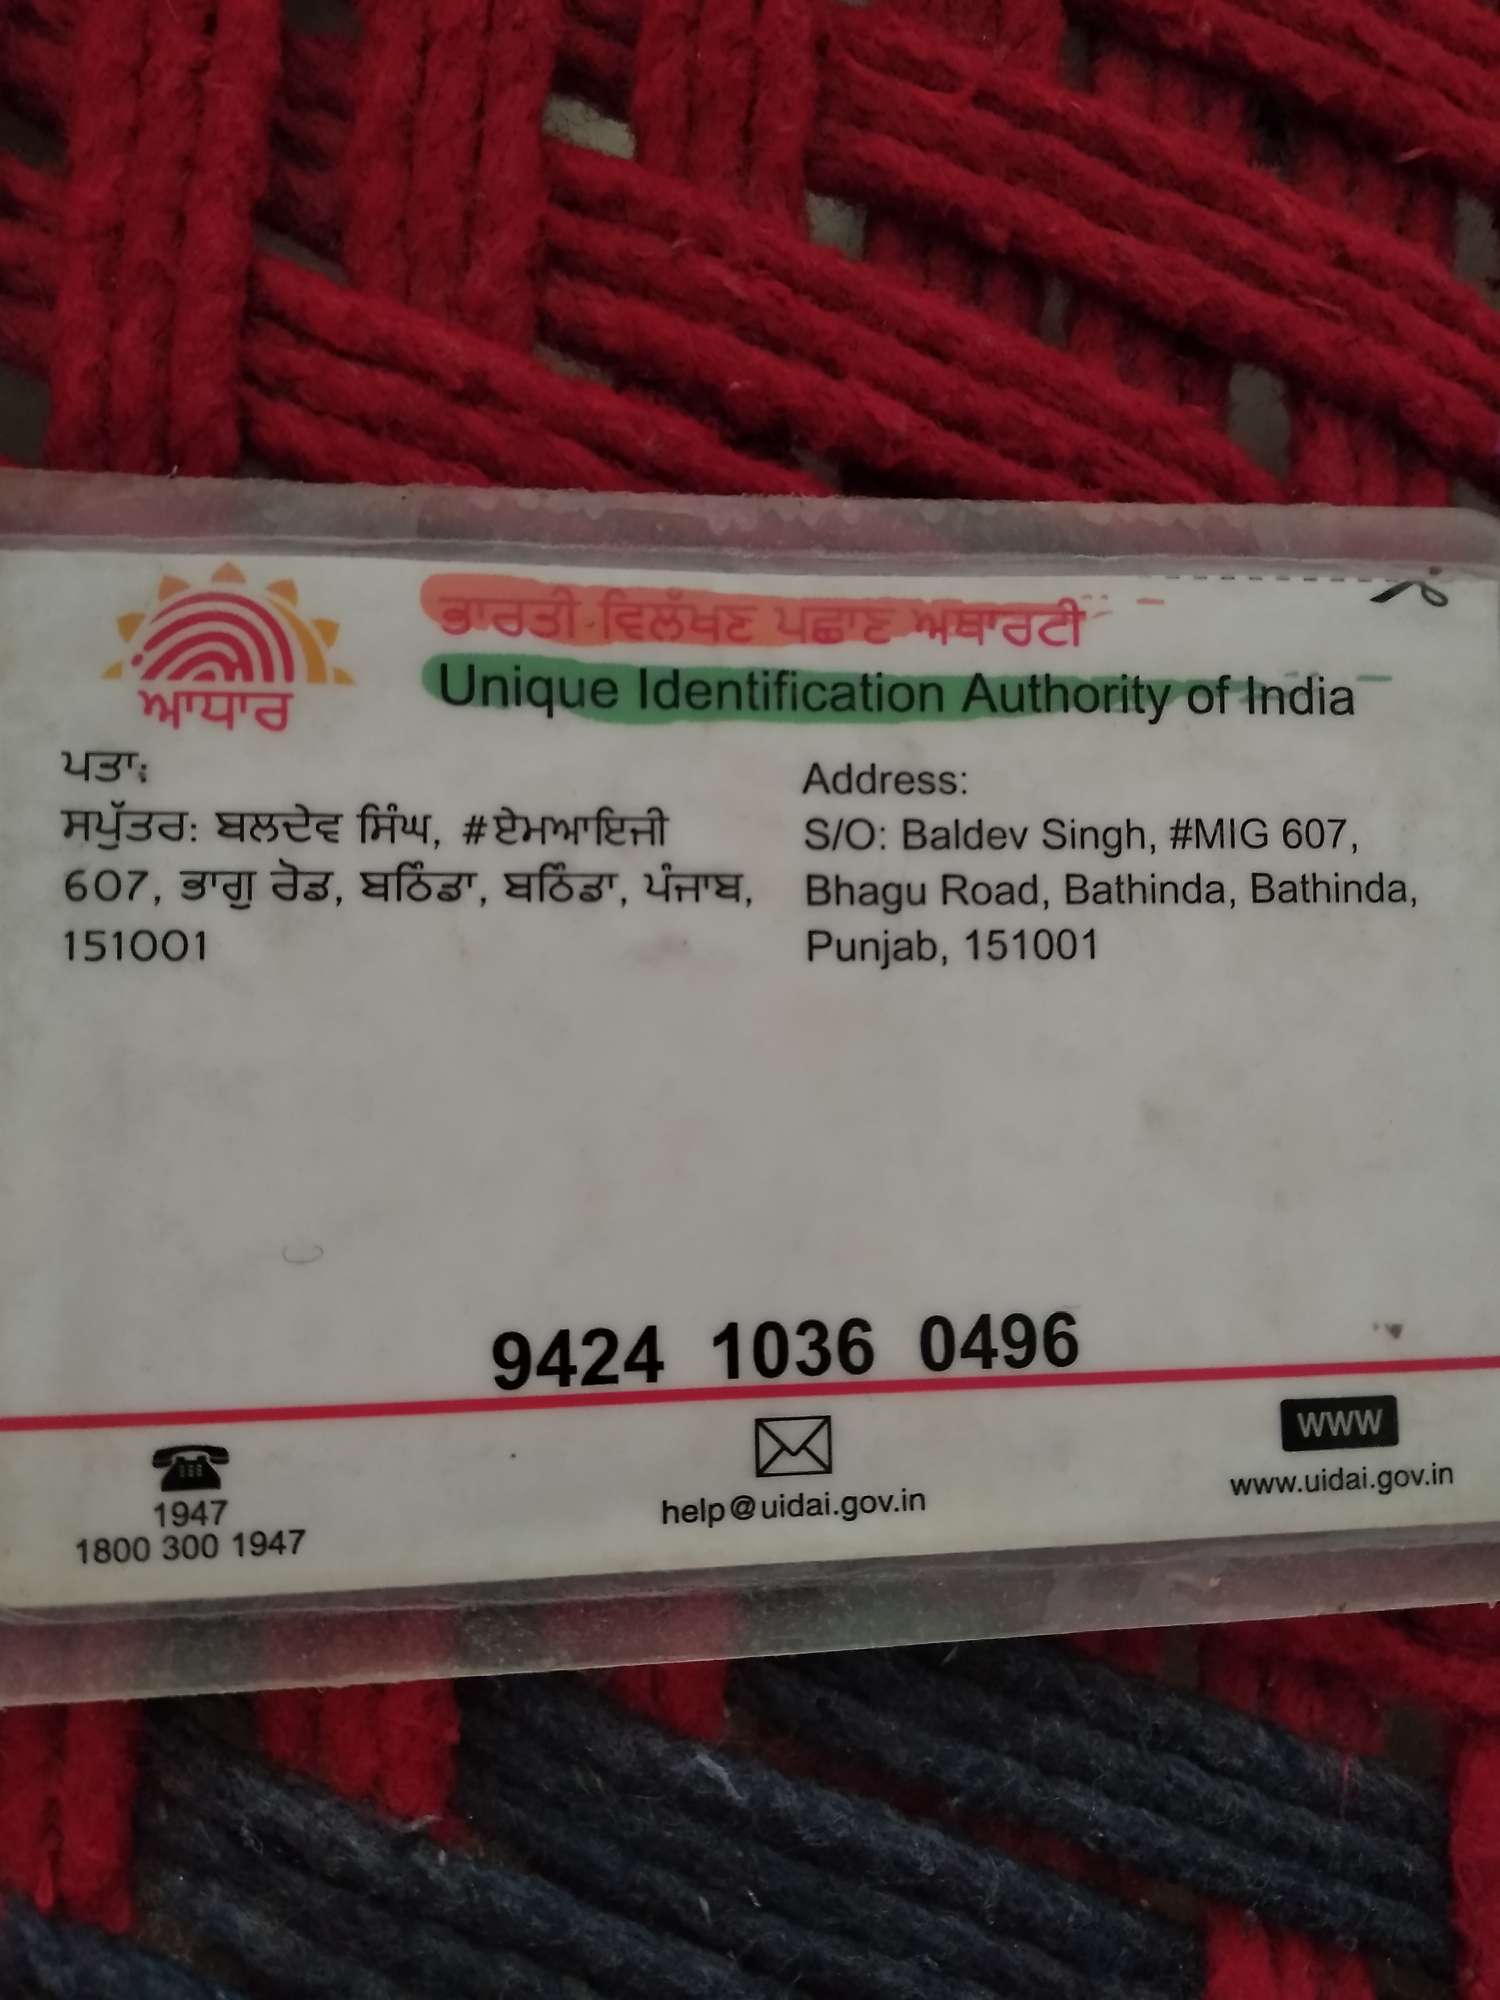 ਆਧਾਰ
ਭਾਰਤੀ ਵਿਲੱਖਣ ਪਛਾਣ ਅਥਾਰਟੀ
Unique Identification Authority of India
ਪਤਾ:
ਸਪੁੱਤਰ: ਬਲਦੇਵ ਸਿੰਘ, #ਏਮਆਇਜੀ
607, ਭਾਗੁ ਰੋਡ, ਬਠਿੰਡਾ, ਬਠਿੰਡਾ, ਪੰਜਾਬ,
151001
Address:
S/O: Baldev Singh, #MIG 607,
Bhagu Road, Bathinda, Bathinda,
Punjab, 151001
9424 1036 0496
1947
1800 300 1947
help@uidai.gov.in
www
www.uidai.gov.in